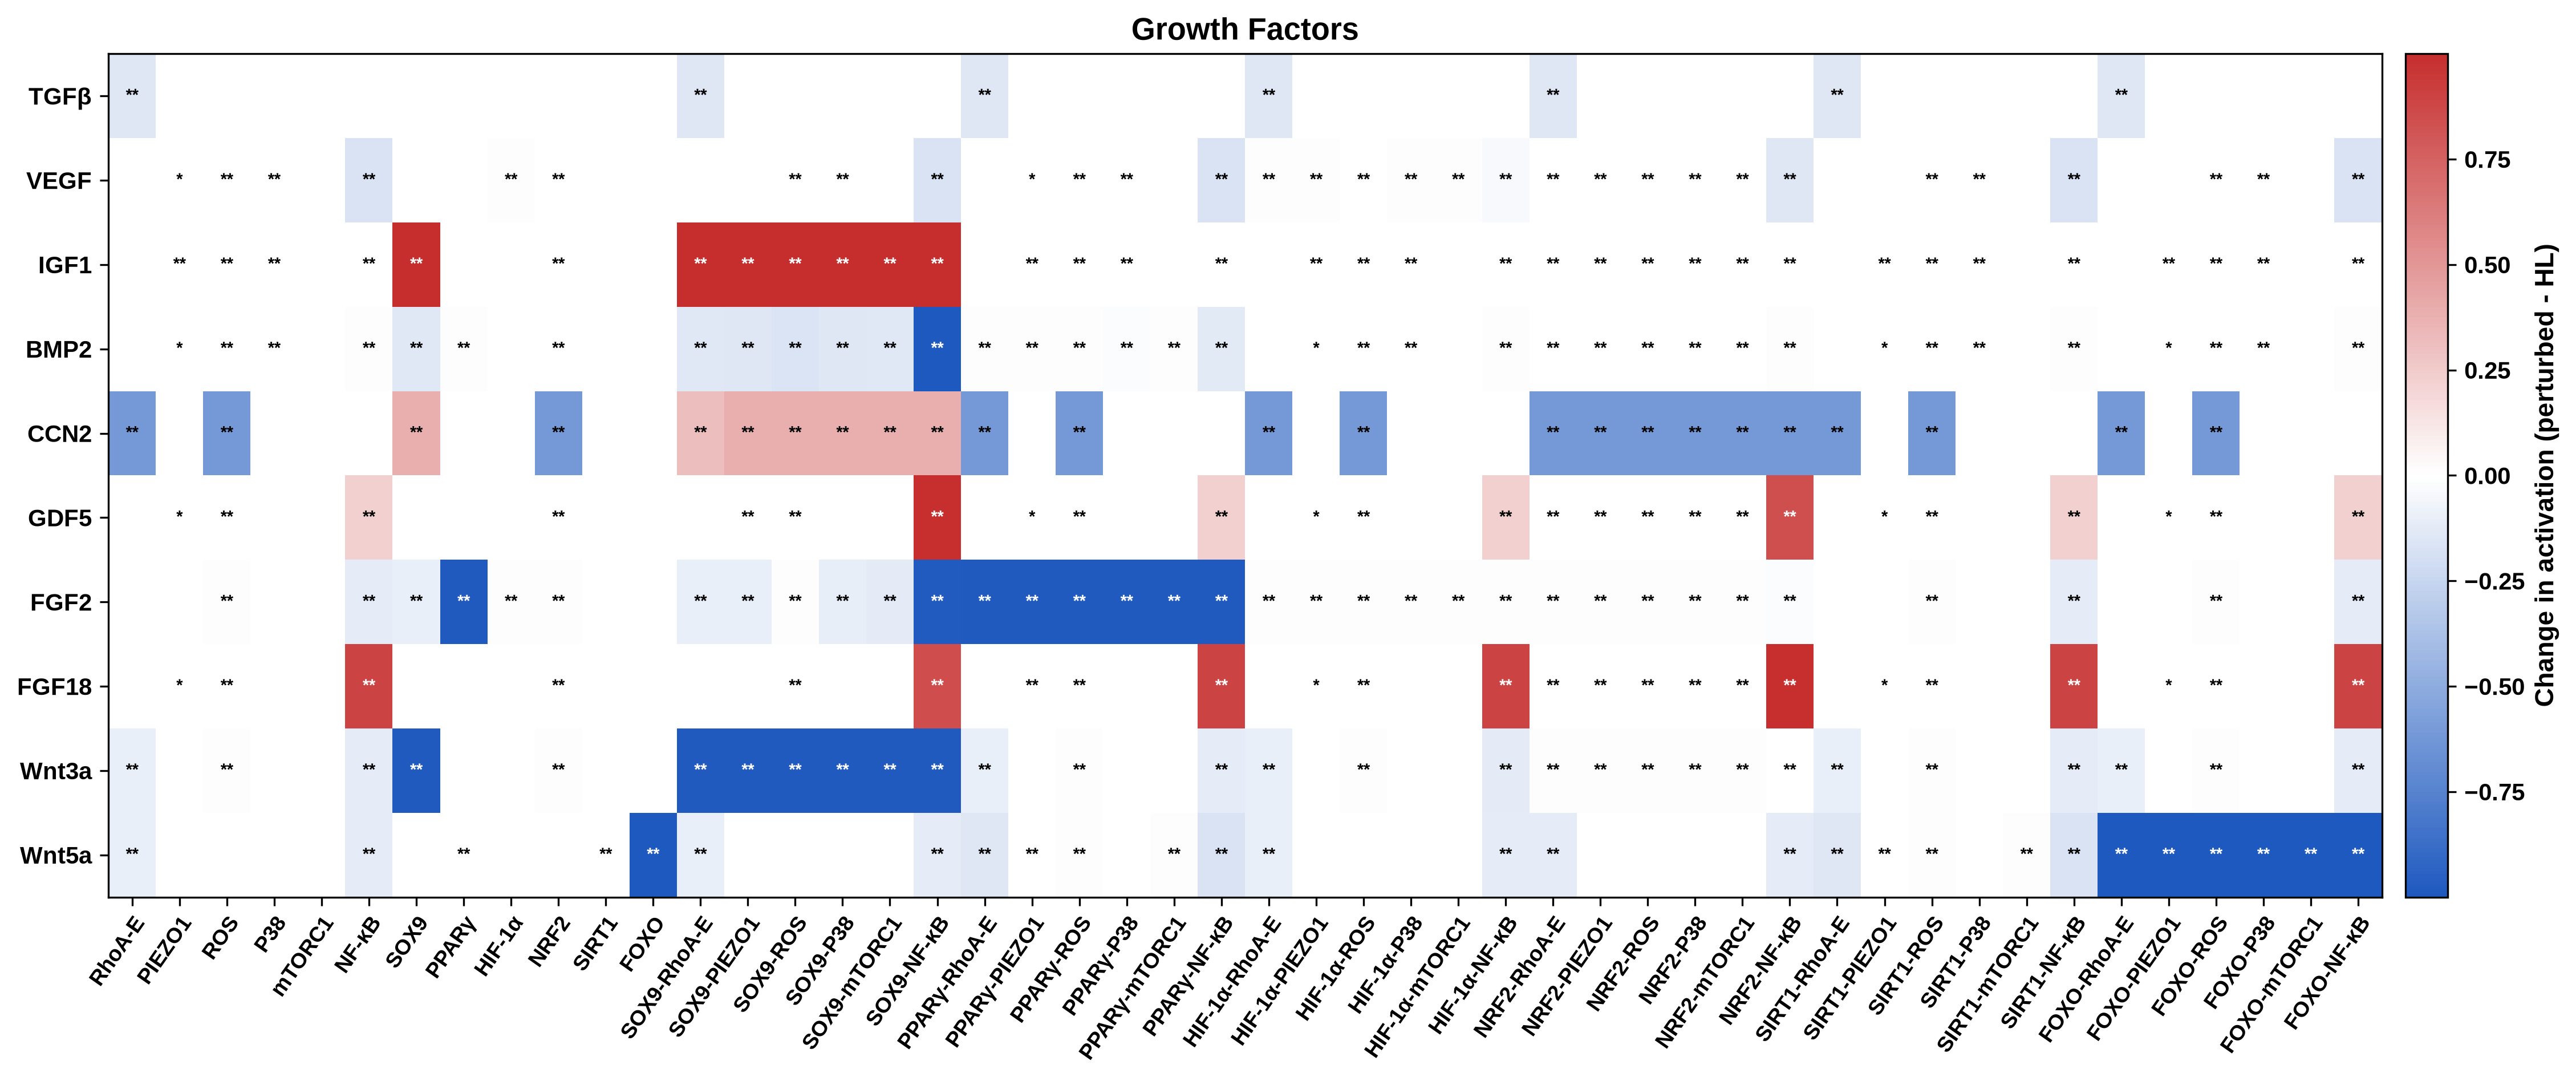 Growth Factors
TGFβ
VEGF
IGF1
BMP2
CCN2
GDF5
FGF2
FGF18
Wnt3a
Wnt5a
RhoA-E
PIEZO1
ROS
P38
mTORC1
NF-κB
SOX9
PPARγ
HIF-1α
NRF2
SIRT1
FOXO
SOX9-RhoA-E
SOX9-PIEZO1
SOX9-ROS
SOX9-P38
SOX9-mTORC1
SOX9-NF-κB
PPARγ-RhoA-E
PPARγ-PIEZO1
PPARγ-ROS
PPARγ-P38
PPARγ-mTORC1
PPARγ-NF-κB
HIF-1α-RhoA-E
HIF-1α-PIEZO1
HIF-1α-ROS
HIF-1α-P38
HIF-1α-mTORC1
HIF-1α-NF-κB
NRF2-RhoA-E
NRF2-PIEZO1
NRF2-ROS
NRF2-P38
NRF2-mTORC1
NRF2-NF-κB
SIRT1-RhoA-E
SIRT1-PIEZO1
SIRT1-ROS
SIRT1-P38
SIRT1-mTORC1
SIRT1-NF-κB
FOXO-RhoA-E
FOXO-PIEZO1
FOXO-ROS
FOXO-P38
FOXO-mTORC1
FOXO-NF-κB
0.75
0.50
0.25
0.00
−0.25
−0.50
−0.75
Change in activation (perturbed - HL)